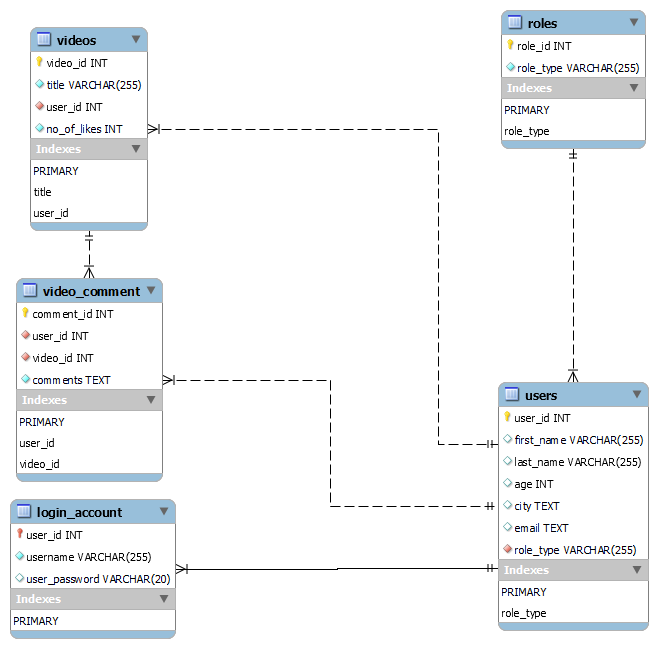 videos
video_id INT
title VARCHAR(255)
user_id INT
no_of_likes INT
Indexes
PRIMARY
title
user_id
roles
role_id INT
role_type VARCHAR(255)
Indexes
PRIMARY
role_type
video_comment
comment_id INT
user_id INT
video_id INT
comments TEXT
Indexes
PRIMARY
user_id
video_id
users
user_id INT
first_name VARCHAR(255)
last_name VARCHAR(255)
age INT
city TEXT
email TEXT
role_type VARCHAR(255)
Indexes
PRIMARY
role_type
login_account
user_id INT
username VARCHAR(255)
user_password VARCHAR(20)
Indexes
PRIMARY